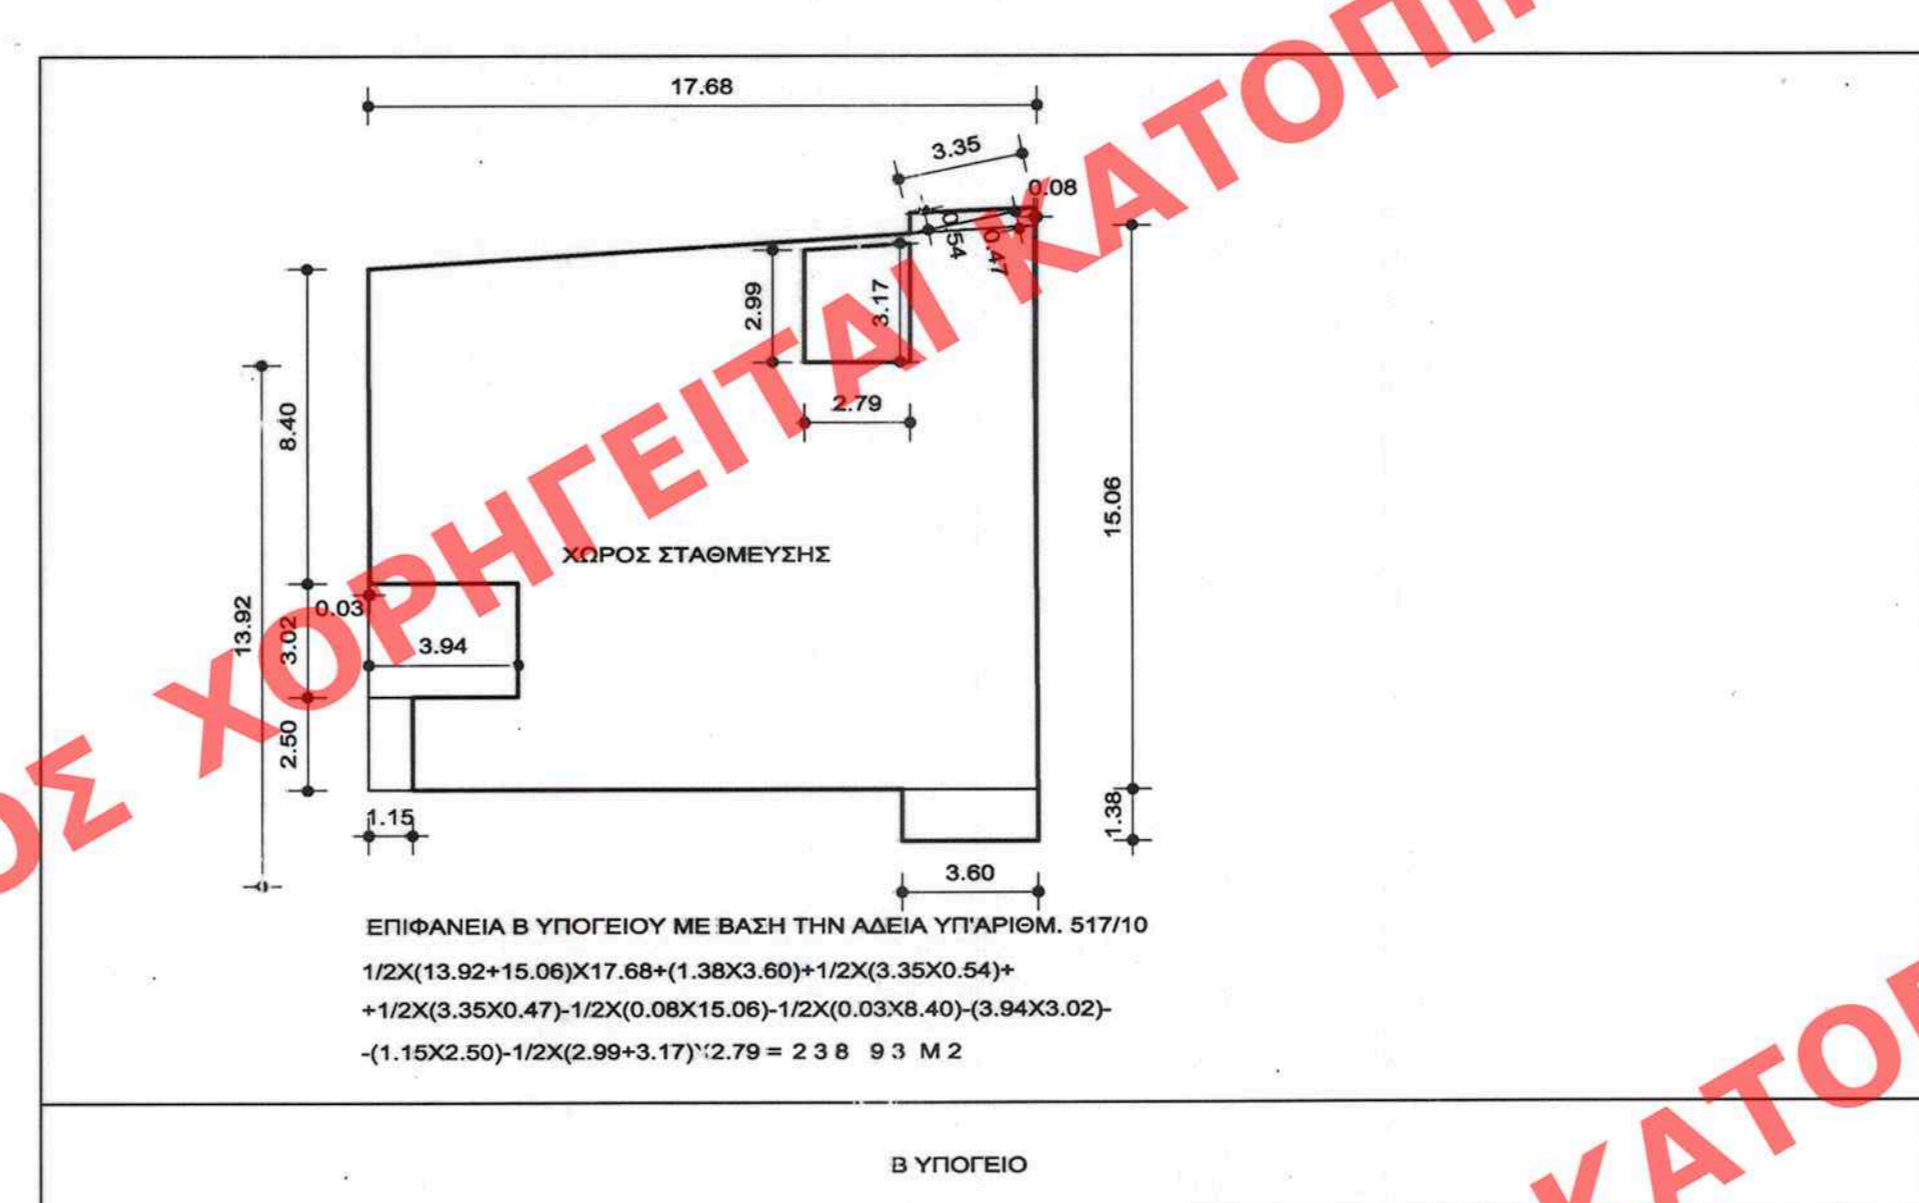 17.68
3.35
0.08
0.54
0.47
2.99
3.17
2.79
8.40
15.06
ΧΩΡΟΣ ΣΤΑΘΜΕΥΣΗΣ
13.92
0.03
3.02
3.94
2.50
1.15
1.38
3.60
ΟΣ ΧΟΡΗΓΕΙΤΑΙ ΚΑΤΟΠΙΝ
ΕΠΙΦΑΝΕΙΑ Β ΥΠΟΓΕΙΟΥ ΜΕ ΒΑΣΗ ΤΗΝ ΑΔΕΙΑ ΥΠ'ΑΡΙΘΜ. 517/10
1/2Χ(13.92+15.06)Χ17.68+(1.38Χ3.60)+1/2Χ(3.35Χ0.54)+
+1/2Χ(3.35Χ0.47)-1/2Χ(0.08Χ15.06)-1/2Χ(0.03Χ8.40)-(3.94Χ3.02)-
-(1.15Χ2.50)-1/2Χ(2.99+3.17)Χ2.79 = 238 93 Μ2
Β ΥΠΟΓΕΙΟ
ΚΑΤΟΠ